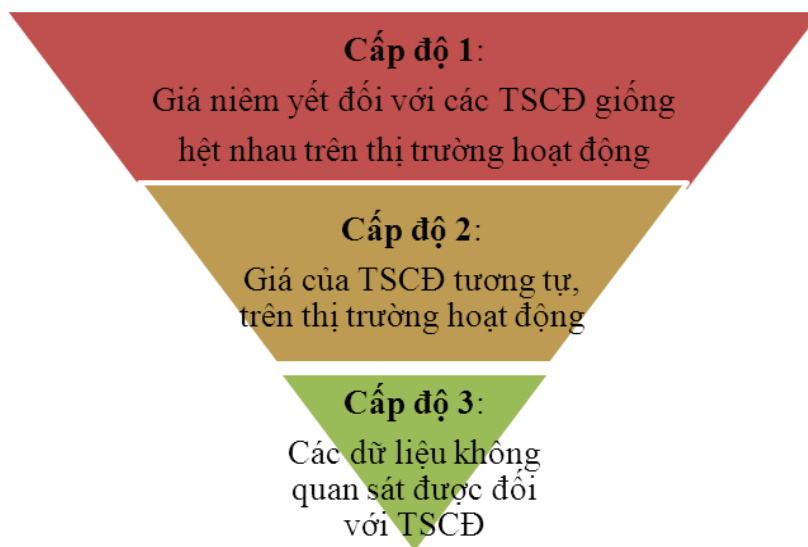 Cấp độ 1:
Giá niêm yết đối với các TSCĐ giống
hệt nhau trên thị trường hoạt động
Cấp độ 2:
Giá của TSCĐ tương tự,
trên thị trường hoạt động
Cấp độ 3:
Các dữ liệu không
quan sát được đối
với TSCĐ